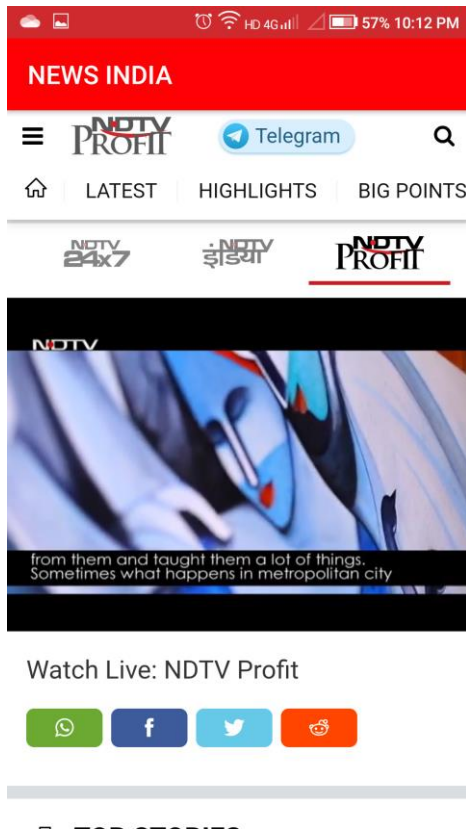 HD 4G 57% 10:12 PM
NEWS INDIA
NDTV
PROFIT
Telegram
LATEST HIGHLIGHTS BIG POINTS
NDTV
24x7
NDTV
इंडिया
NDTV
PROFIT
NDTV
from them and taught them a lot of things.
Sometimes what happens in metropolitan city
Watch Live: NDTV Profit
f
TOP STORIES